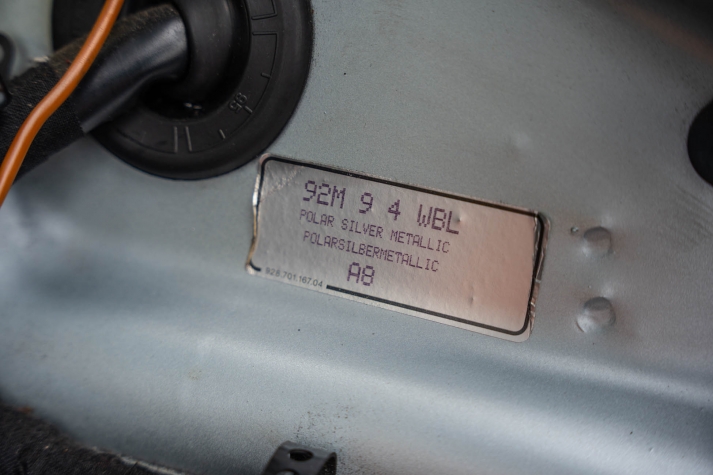 92M 9 4 WBL
POLAR SILVER METALLIC
POLARSILBERMETALLIC
A8
928.701.167.04